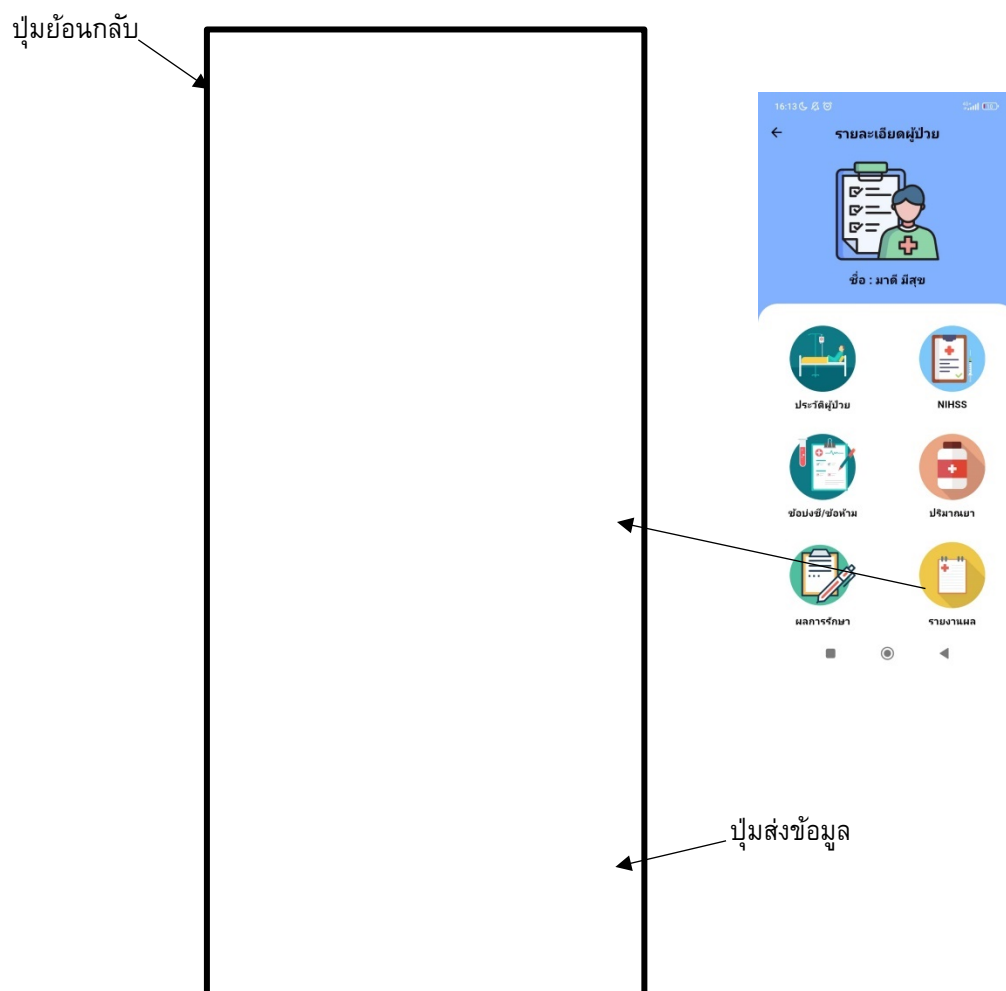 ปุ่มย้อนกลับ
16:13
รายละเอียดผู้ป่วย
ชื่อ : มาดี มีสุข
ประวัติผู้ป่วย
NIHSS
ข้อบ่งชี้/ข้อห้าม
ปริมาณยา
ผลการรักษา
รายงานผล
ปุ่มส่งข้อมูล